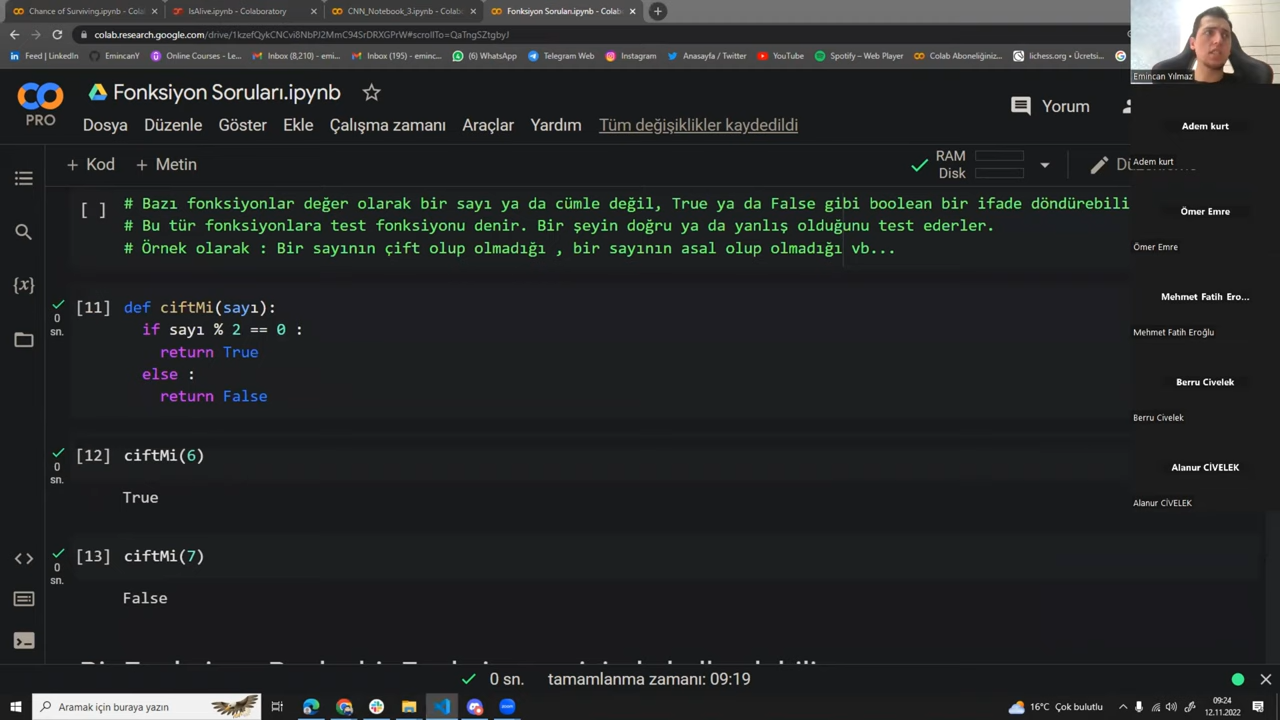 Chance of Surviving.ipynb - Cola
IsAlive.ipynb - Colaboratory
CNN_Notebook_3.ipynb - Colabo
Fonksiyon Soruları.ipynb - Colab
colab.research.google.com/drive/1kzefQykCNVci8NbPJ2MmC94SrDRXGPrW#scrollTo=QaTngSZtgbyJ
Feed | LinkedIn
EmincanY
Online Courses - Le...
Inbox (8,210) - emi...
Inbox (195) - eminc...
(6) WhatsApp
Telegram Web
Instagram
Anasayfa / Twitter
YouTube
Spotify – Web Player
Colab Aboneliğiniz...
lichess.org • Ücretsi...
Emincan Yılmaz
PRO
Fonksiyon Soruları.ipynb
Dosya Düzenle Göster Ekle Çalışma zamanı Araçlar Yardım Tüm değişiklikler kaydedildi
Yorum
+ Kod + Metin
RAM
Disk
[ ] # Bazı fonksiyonlar değer olarak bir sayı ya da cümle değil, True ya da False gibi boolean bir ifade döndürebili
# Bu tür fonksiyonlara test fonksiyonu denir. Bir şeyin doğru ya da yanlış olduğunu test ederler.
# Örnek olarak : Bir sayının çift olup olmadığı , bir sayının asal olup olmadığı vb...
0
sn.
[11] def ciftMi(sayı):
if sayı % 2 == 0 :
return True
else :
return False
0
sn.
[12] ciftMi(6)
True
0
sn.
[13] ciftMi(7)
False
{x}
Adem kurt
Adem kurt
Ömer Emre
Ömer Emre
Mehmet Fatih Ero...
Mehmet Fatih Eroğlu
Berru Civelek
Berru Civelek
Alanur CİVELEK
Alanur CİVELEK
0 sn. tamamlanma zamanı: 09:19
Aramak için buraya yazın
16°C Çok bulutlu
09:24
12.11.2022